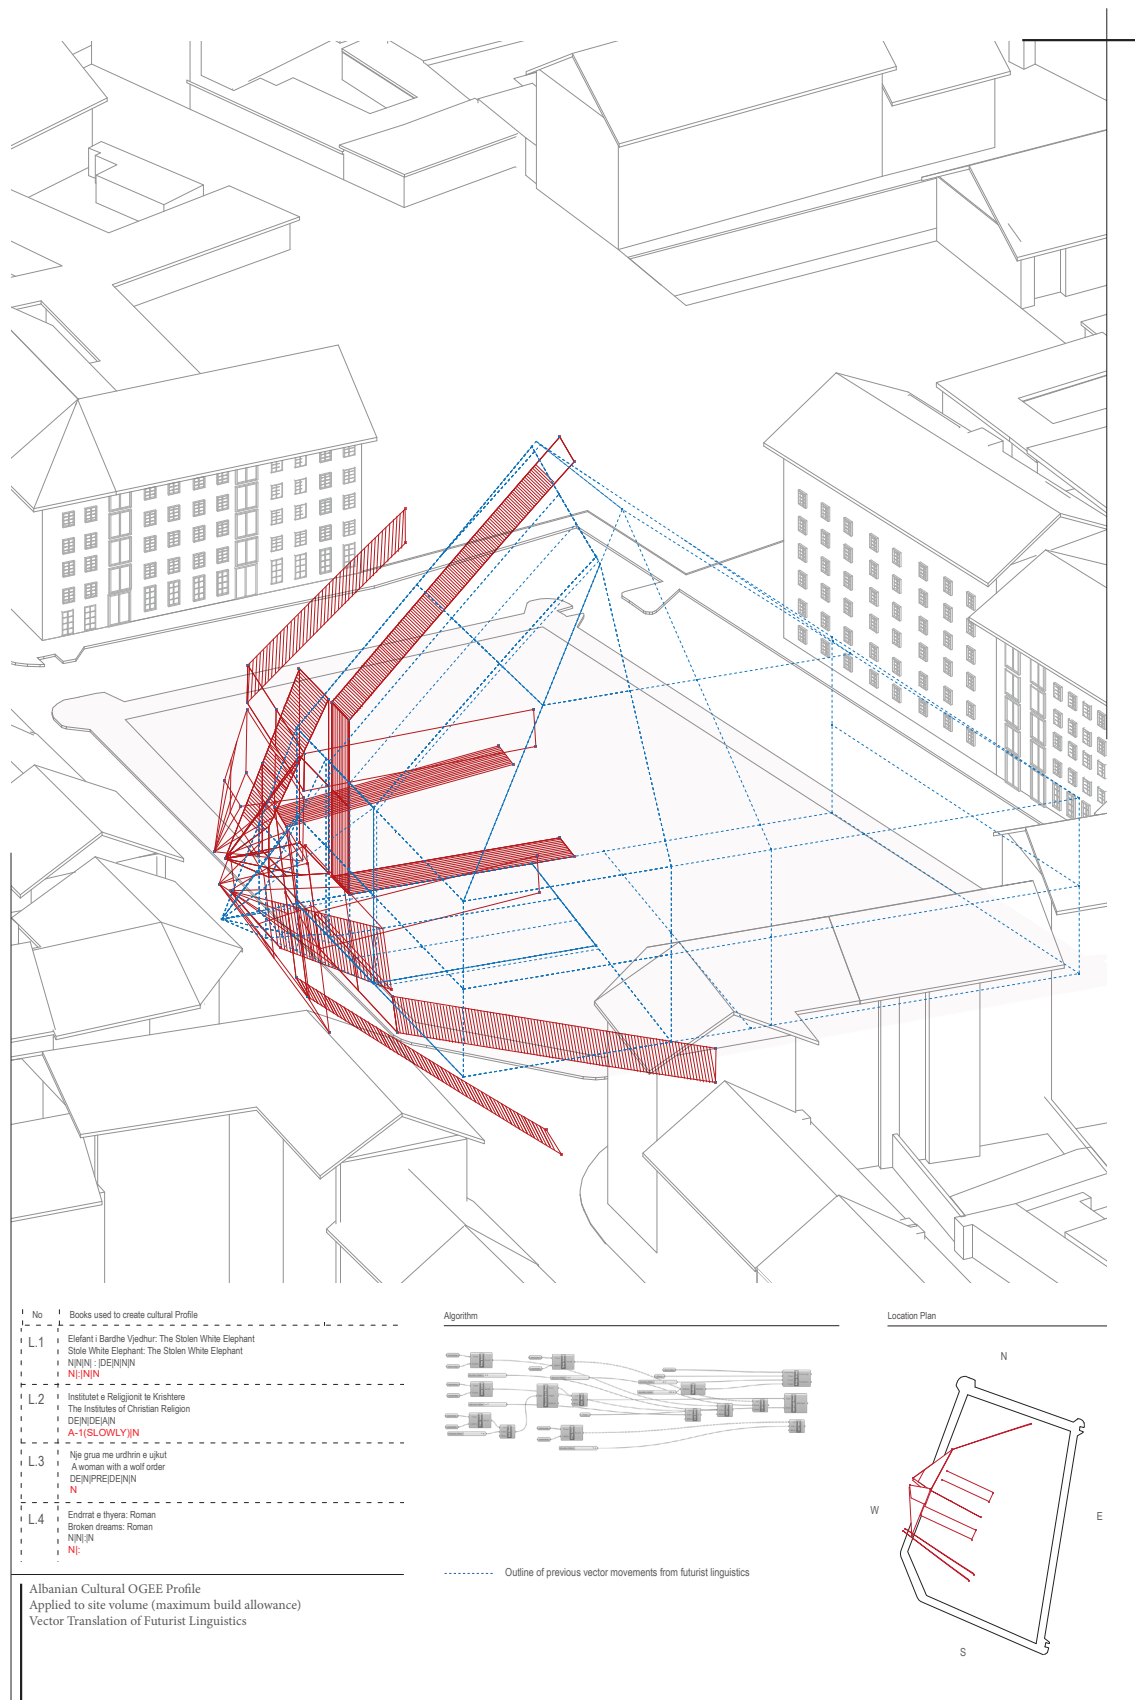 No
Books used to create cultural Profile
L.1
Elefant i Bardhe Vjedhur: The Stolen White Elephant
Stole White Elephant: The Stolen White Elephant
N|N|N| : |DE|N|N|N
N|:|N|N
L.2
Institutet e Religjionit te Krishtere
The Institutes of Christian Religion
DE|N|DE|A|N
A-1(SLOWLY)|N
L.3
Nje grua me urdhrin e ujkut
A woman with a wolf order
DE|N|PRE|DE|N|N
N
L.4
Endrrat e thyera: Roman
Broken dreams: Roman
N|N|:|N
N|:
Albanian Cultural OGEE Profile
Applied to site volume (maximum build allowance)
Vector Translation of Futurist Linguistics
Algorithm
Outline of previous vector movements from futurist linguistics
Location Plan
N
W
E
S